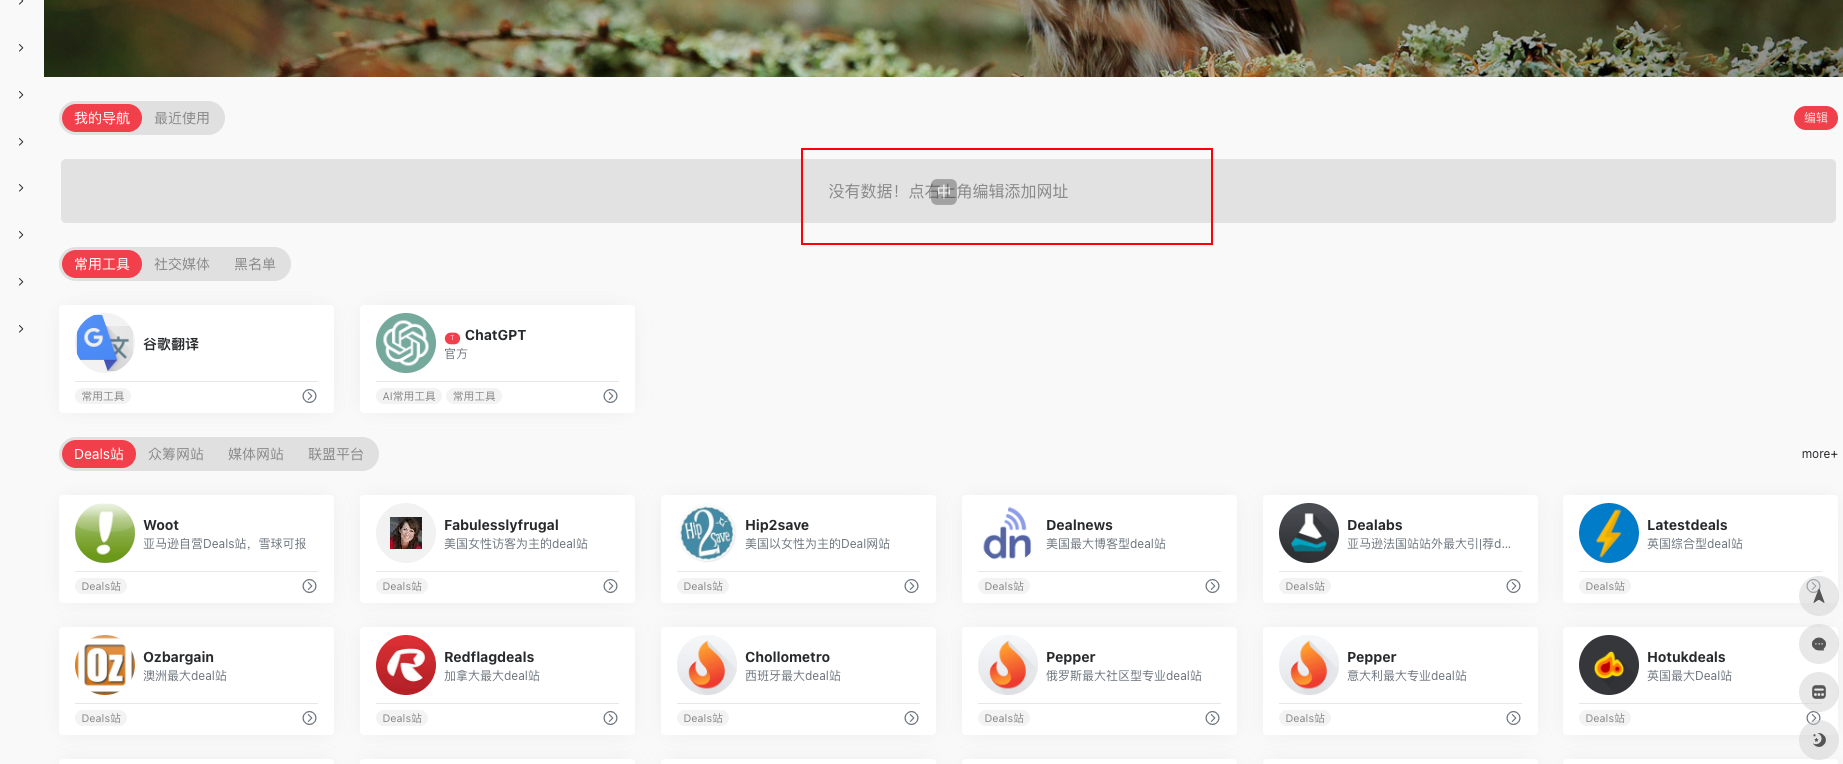 我的导航 最近使用 编辑
没有数据！点右上角编辑添加网址
常用工具 社交媒体 黑名单
谷歌翻译
常用工具
ChatGPT
官方
AI常用工具 常用工具
Deals站 众筹网站 媒体网站 联盟平台 more+
Woot
亚马逊自营Deals站，雪球可报
Deals站
Fabulesslyfrugal
美国女性访客为主的deal站
Deals站
Hip2save
美国以女性为主的Deal网站
Deals站
Dealnews
美国最大博客型deal站
Deals站
Dealabs
亚马逊法国站站外最大引|荐d...
Deals站
Latestdeals
英国综合型deal站
Deals站
Ozbargain
澳洲最大deal站
Deals站
Redflagdeals
加拿大最大deal站
Deals站
Chollometro
西班牙最大deal站
Deals站
Pepper
俄罗斯最大社区型专业deal站
Deals站
Pepper
意大利最大专业deal站
Deals站
Hotukdeals
英国最大Deal站
Deals站